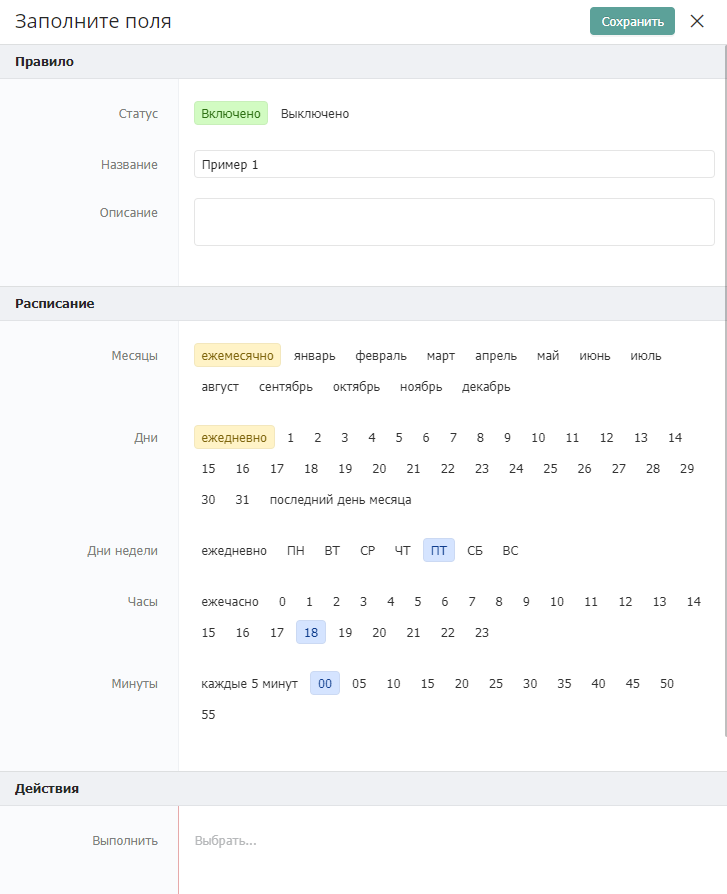 Заполните поля Сохранить
Правило
Статус Включено Выключено
Название Пример 1
Описание
Расписание
Месяцы ежемесячно январь февраль март апрель май июнь июль
август сентябрь октябрь ноябрь декабрь
Дни ежедневно 1 2 3 4 5 6 7 8 9 10 11 12 13 14
15 16 17 18 19 20 21 22 23 24 25 26 27 28 29
30 31 последний день месяца
Дни недели ежедневно ПН ВТ СР ЧТ ПТ СБ ВС
Часы ежечасно 0 1 2 3 4 5 6 7 8 9 10 11 12 13 14
15 16 17 18 19 20 21 22 23
Минуты каждые 5 минут 00 05 10 15 20 25 30 35 40 45 50
55
Действия
Выполнить Выбрать...